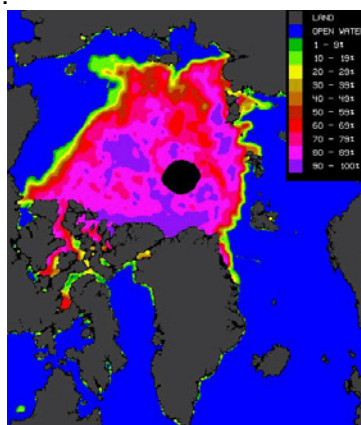 .
LAND
OPEN WATER
1 - 9%
10 - 19%
20 - 29%
30 - 39%
40 - 49%
50 - 59%
60 - 69%
70 - 79%
80 - 89%
90 - 100%